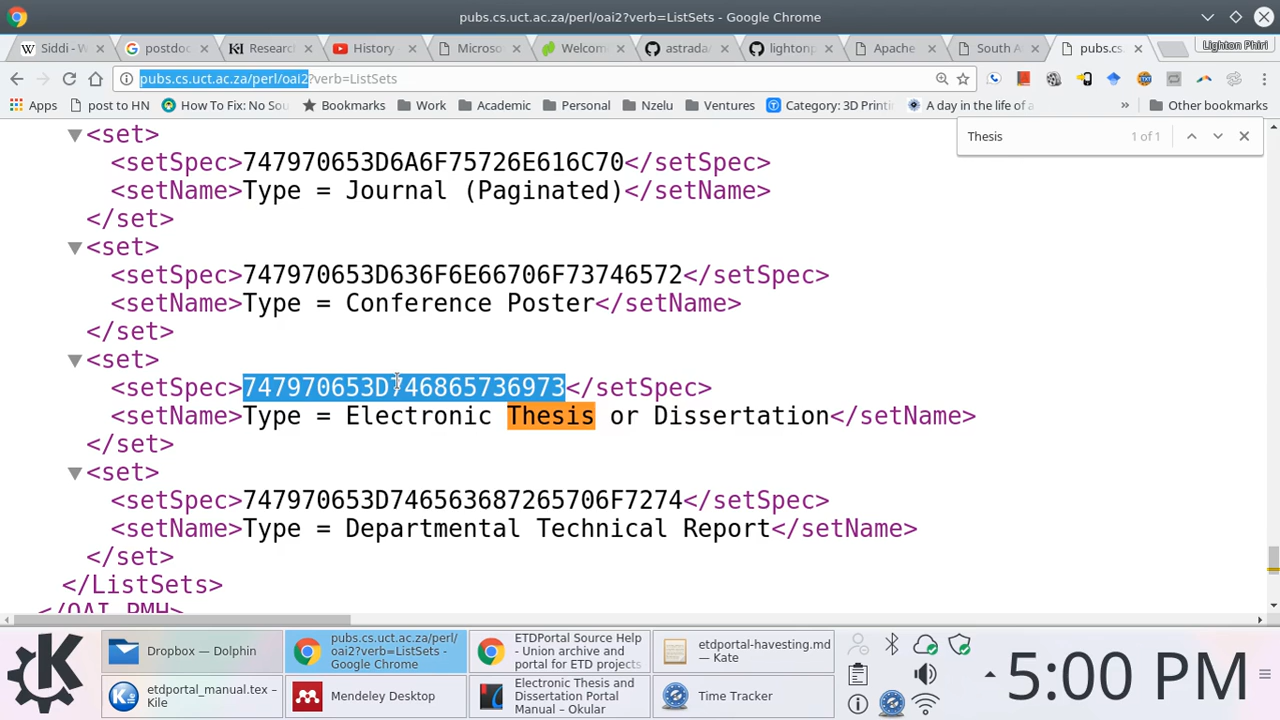 pubs.cs.uct.ac.za/perl/oai2?verb=ListSets - Google Chrome
Siddi - W
postdoc
Research
History
Microso
Welcom
astrada
lightonp
Apache
South A
pubs.c
Lighton Phiri
pubs.cs.uct.ac.za/perl/oai2?verb=ListSets
Apps
post to HN
How To Fix: No Sou
Bookmarks
Work
Academic
Personal
Nzelu
Ventures
Category: 3D Printi
A day in the life of a
»
Other bookmarks
Thesis 1 of 1
<set>
<setSpec>747970653D6A6F75726E616C70</setSpec>
<setName>Type = Journal (Paginated)</setName>
</set>
<set>
<setSpec>747970653D636F6E66706F73746572</setSpec>
<setName>Type = Conference Poster</setName>
</set>
<set>
<setSpec>747970653D746865736973</setSpec>
<setName>Type = Electronic Thesis or Dissertation</setName>
</set>
<set>
<setSpec>747970653D746563687265706F7274</setSpec>
<setName>Type = Departmental Technical Report</setName>
</set>
</ListSets>
</OAI_PMH>
Dropbox — Dolphin
pubs.cs.uct.ac.za/perl/
oai2?verb=ListSets -
Google Chrome
ETDPortal Source Help
- Union archive and
portal for ETD projects
etdportal-havesting.md
— Kate
etdportal_manual.tex –
Kile
Mendeley Desktop
Electronic Thesis and
Dissertation Portal
Manual – Okular
Time Tracker
5:00 PM